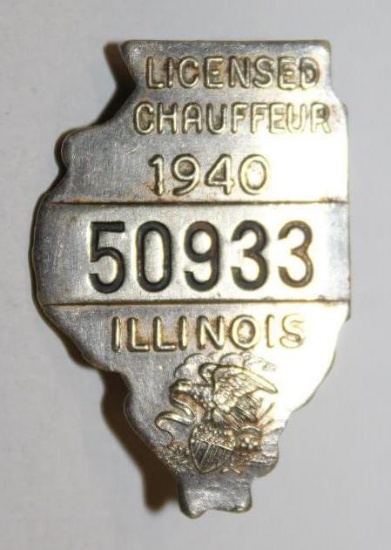 LICENSED
CHAUFFEUR
1940
50933
ILLINOIS